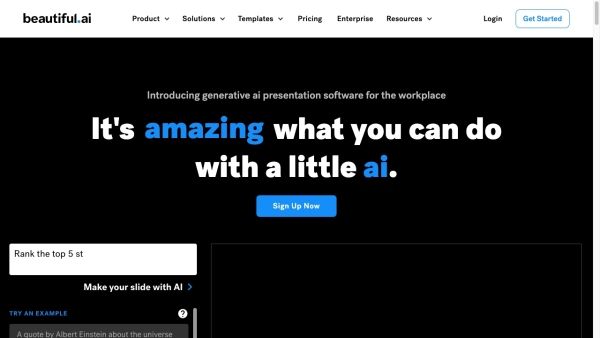 beautiful.ai Product Solutions Templates Pricing Enterprise Resources Login Get Started
Introducing generative ai presentation software for the workplace
It's amazing what you can do
with a little ai.
Sign Up Now
Rank the top 5 st
Make your slide with AI
TRY AN EXAMPLE ?
A quote by Albert Einstein about the universe